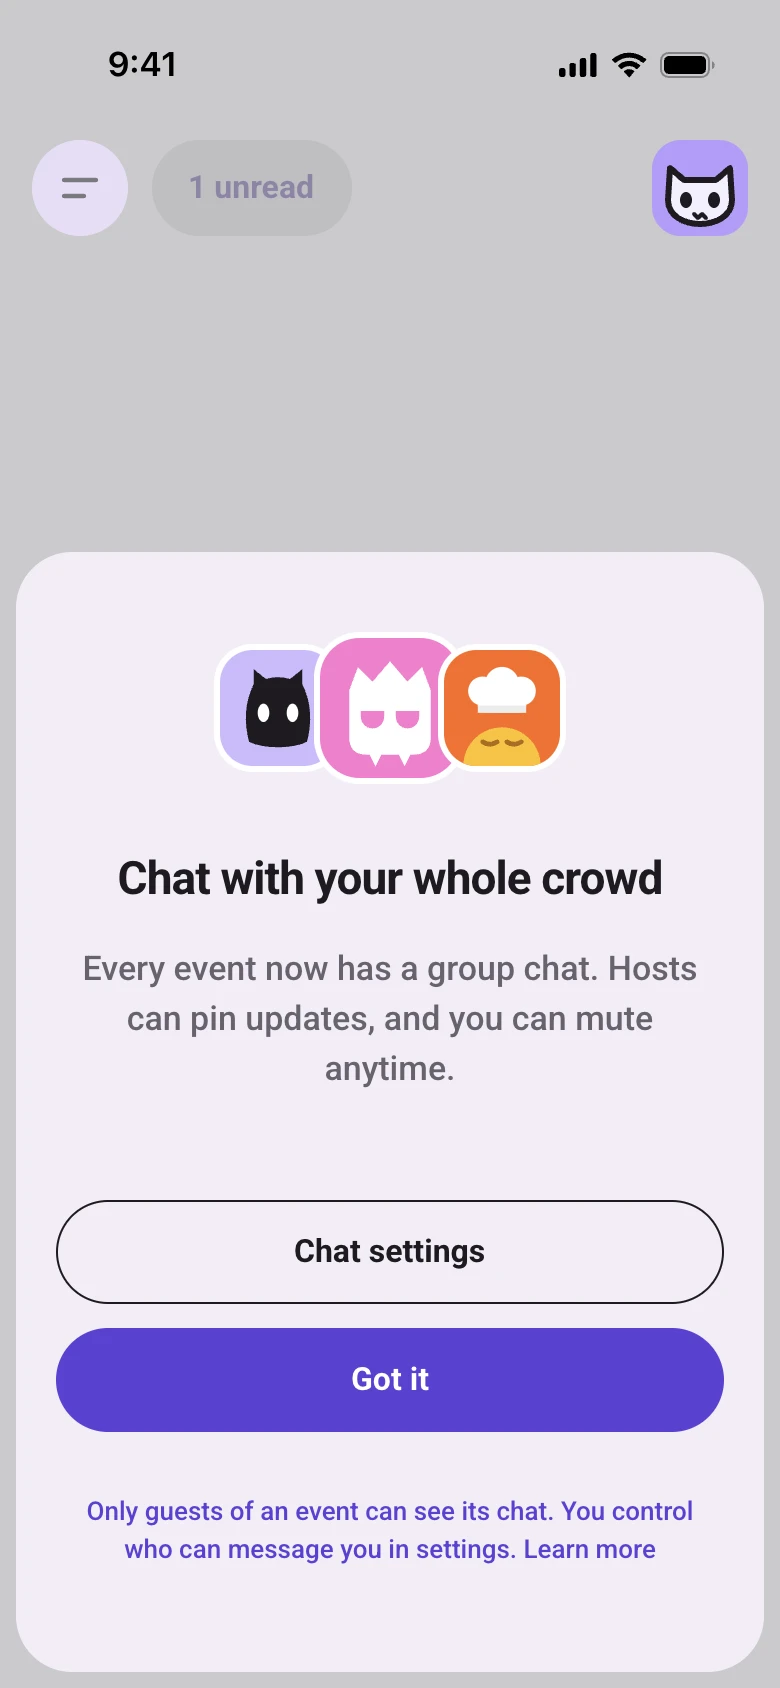 9:41
1 unread
Chat with your whole crowd
Every event now has a group chat. Hosts
can pin updates, and you can mute
anytime.
Chat settings
Got it
Only guests of an event can see its chat. You control
who can message you in settings. Learn more